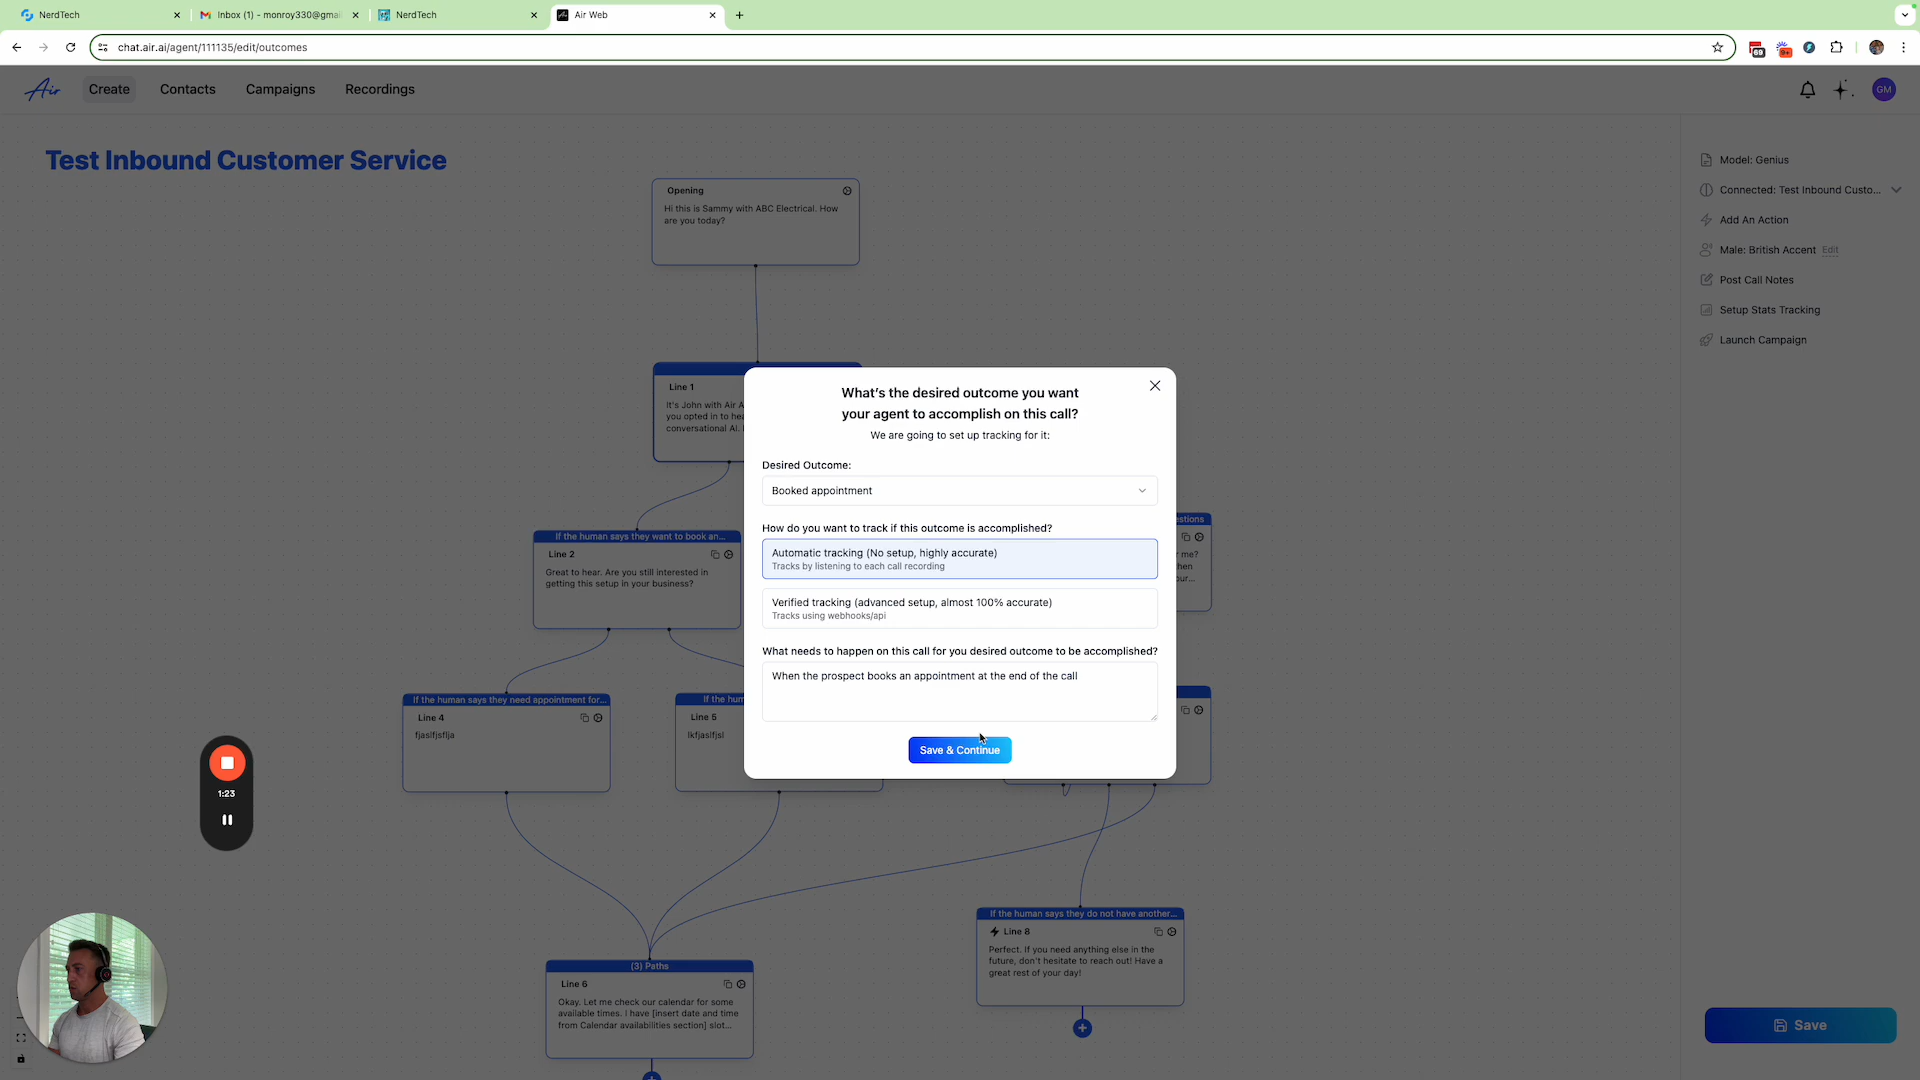 NerdTech
Inbox (1) - monroy330@gmai
NerdTech
Air Web
chat.air.ai/agent/111135/edit/outcomes
69
9+
Air
Create
Contacts
Campaigns
Recordings
GM
Test Inbound Customer Service
Model: Genius
Connected: Test Inbound Custo...
Add An Action
Male: British Accent Edit
Post Call Notes
Setup Stats Tracking
Launch Campaign
Opening
Hi this is Sammy with ABC Electrical. How
are you today?
Line 1
It's John with Air A
you opted in to hea
conversational AI.
What's the desired outcome you want
your agent to accomplish on this call?
We are going to set up tracking for it:
Desired Outcome:
Booked appointment
How do you want to track if this outcome is accomplished?
Automatic tracking (No setup, highly accurate)
Tracks by listening to each call recording
Verified tracking (advanced setup, almost 100% accurate)
Tracks using webhooks/api
What needs to happen on this call for you desired outcome to be accomplished?
When the prospect books an appointment at the end of the call
Save & Continue
If the human says they want to book an...
Line 2
Great to hear. Are you still interested in
getting this setup in your business?
estions
me?
hen
our...
If the human says they need appointment for...
Line 4
fjaslfjsflja
If the hum
Line 5
lkfjaslfjsl
1:23
(3) Paths
Line 6
Okay. Let me check our calendar for some
available times. I have [insert date and time
from Calendar availabilities section] slot...
If the human says they do not have another...
Line 8
Perfect. If you need anything else in the
future, don't hesitate to reach out! Have a
great rest of your day!
Save